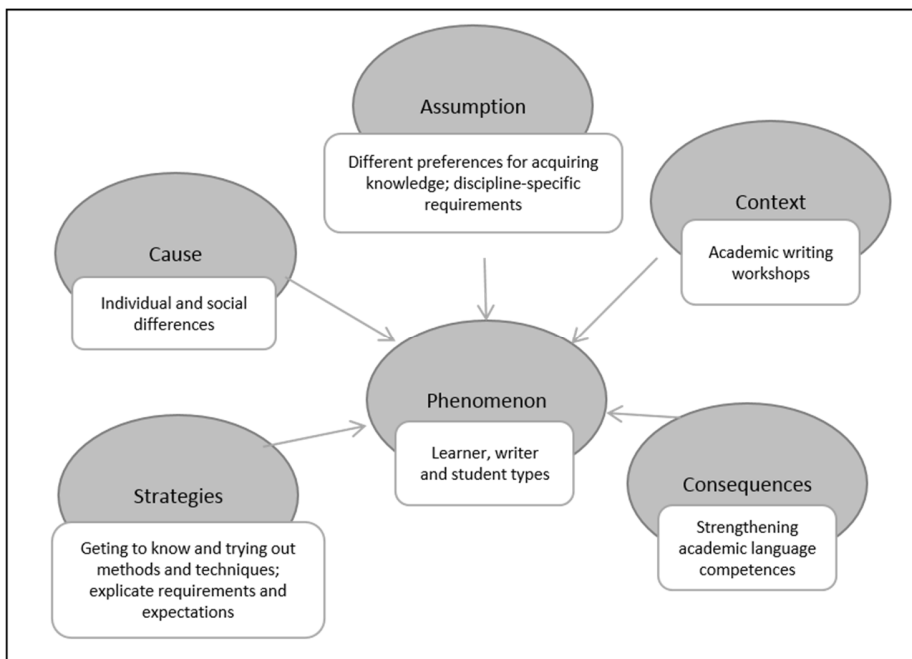 Assumption
Different preferences for acquiring
knowledge; discipline-specific
requirements
Context
Academic writing
workshops
Cause
Individual and social
differences
Phenomenon
Learner, writer
and student types
Strategies
Geting to know and trying out
methods and techniques;
explicate requirements and
expectations
Consequences
Strengthening
academic language
competences